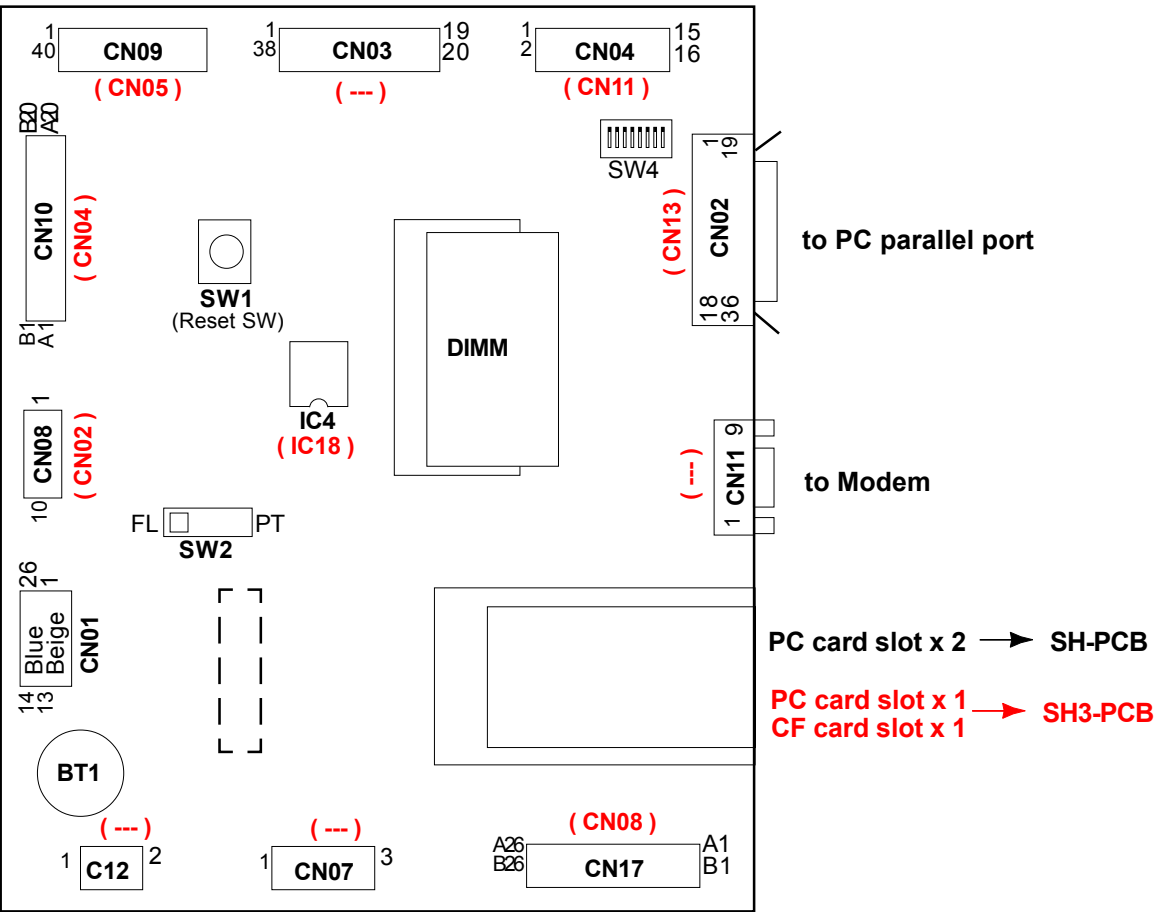 1
40
CN09
( CN05 )
1
38
CN03
19
20
( --- )
1
2
CN04
15
16
( CN11 )
B20
A20
CN10
( CN04 )
B1
A1
SW4
1
19
CN02
( CN13 )
18
36
to PC parallel port
SW1
(Reset SW)
DIMM
IC4
( IC18 )
1
CN08
( CN02 )
10
9
CN11
1
( --- )
to Modem
FL
PT
SW2
26
1
Blue
Beige
CN01
14
13
PC card slot x 2
SH-PCB
PC card slot x 1
CF card slot x 1
SH3-PCB
BT1
( --- )
1
C12
2
( --- )
1
CN07
3
( CN08 )
A26
B26
CN17
A1
B1